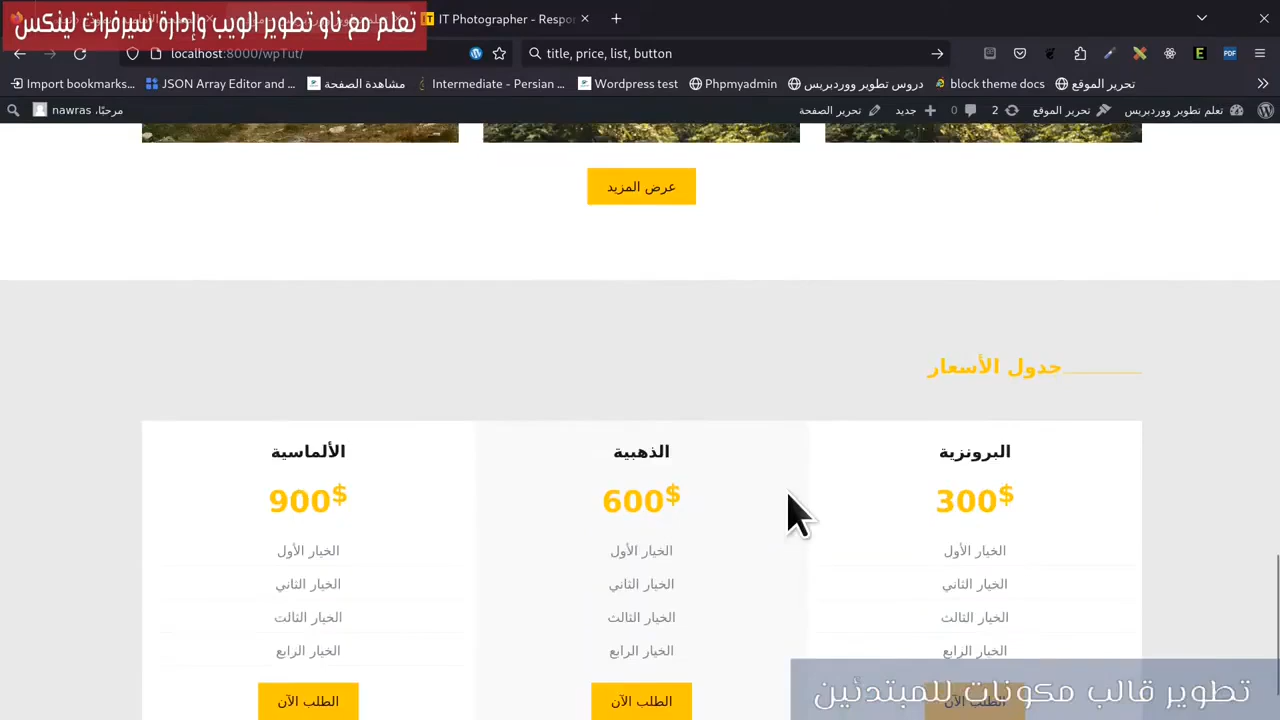 تعلم مع ناو تطوير الويب وإدارة سيرفرات لينكس
IT Photographer - Respo
localhost:8000/wpTut/
title, price, list, button
Import bookmarks...
JSON Array Editor and ...
مشاهدة الصفحة
Intermediate - Persian ...
Wordpress test
Phpmyadmin
دروس تطوير ووردبريس
block theme docs
تحرير الموقع
تعلم تطوير ووردبريس
تحرير الموقع
2
0
جديد
تحرير الصفحة
مرحبًا، nawras
عرض المزيد
جدول الأسعار
البرونزية
300$
الخيار الأول
الخيار الثاني
الخيار الثالث
الخيار الرابع
الطلب الآن
الذهبية
600$
الخيار الأول
الخيار الثاني
الخيار الثالث
الخيار الرابع
الطلب الآن
الألماسية
900$
الخيار الأول
الخيار الثاني
الخيار الثالث
الخيار الرابع
الطلب الآن
تطوير قالب مكونات للمبتدئين